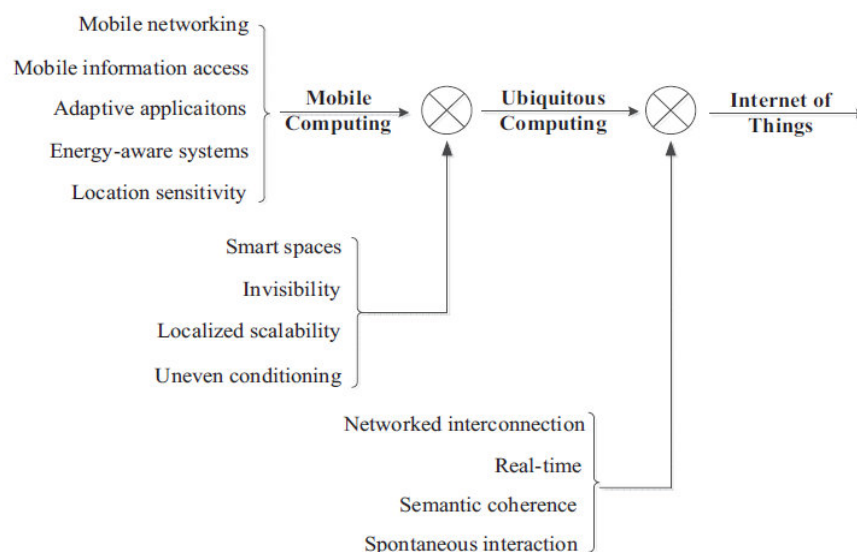 Mobile networking
Mobile information access
Adaptive applicaitons
Energy-aware systems
Location sensitivity
Mobile
Computing
Ubiquitous
Computing
Internet of
Things
Smart spaces
Invisibility
Localized scalability
Uneven conditioning
Networked interconnection
Real-time
Semantic coherence
Spontaneous interaction